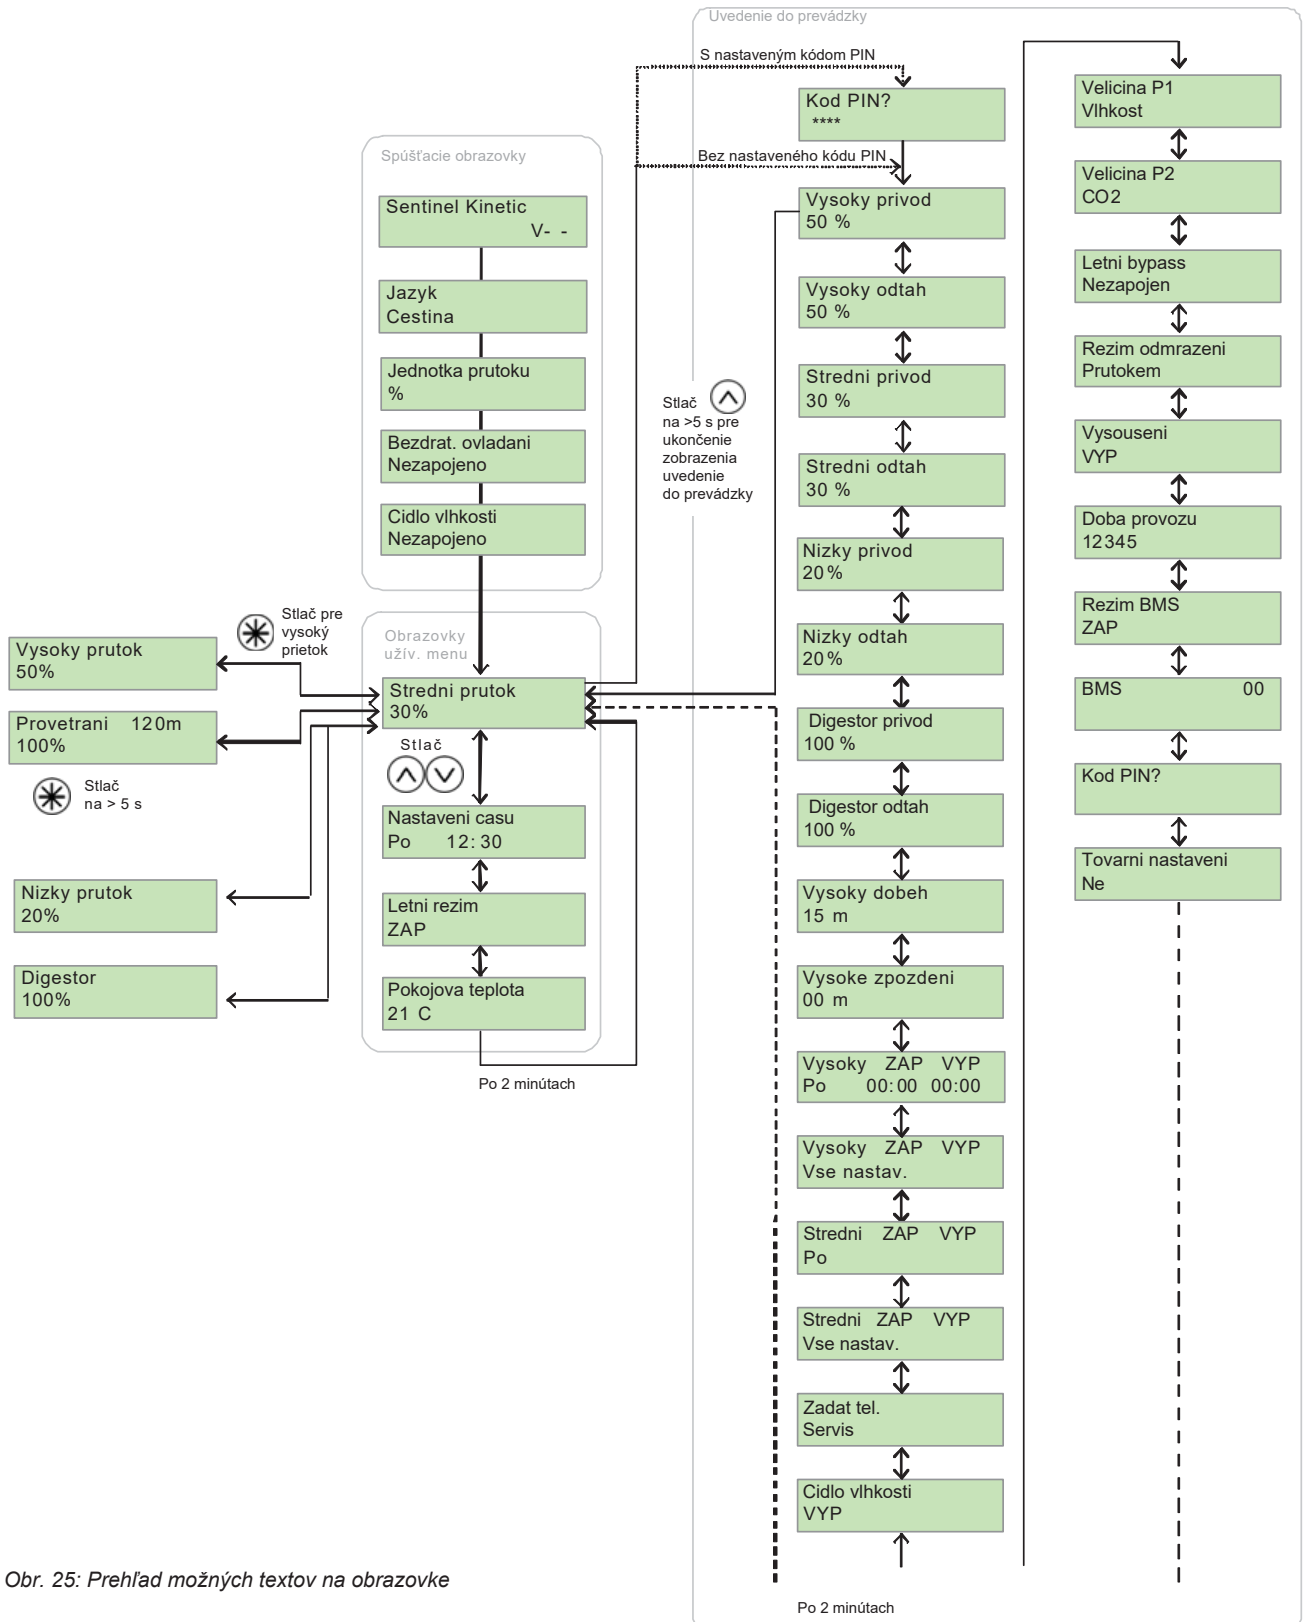 Uvedenie do prevádzky
S nastaveným kódom PIN
Kod PIN?
****
Bez nastaveného kódu PIN
Spúšťacie obrazovky
Sentinel Kinetic
V- -
Jazyk
Cestina
Jednotka prutoku
%
Bezdrat. ovladani
Nezapojeno
Cidlo vlhkosti
Nezapojeno
Stlač pre
vysoký
prietok
Vysoky prutok
50%
Provetrani 120m
100%
Stlač
na > 5 s
Nizky prutok
20%
Digestor
100%
Obrazovky
užív. menu
Stredni prutok
30%
Stlač
Nastaveni casu
Po 12:30
Letni rezim
ZAP
Pokojova teplota
21 C
Po 2 minútach
Stlač
na >5 s pre
ukončenie
zobrazenia
uvedenie
do prevádzky
Vysoky privod
50 %
Vysoky odtah
50 %
Stredni privod
30 %
Stredni odtah
30 %
Nizky privod
20%
Nizky odtah
20%
Digestor privod
100 %
Digestor odtah
100 %
Vysoky dobeh
15 m
Vysoke zpozdeni
00 m
Vysoky ZAP VYP
Po 00:00 00:00
Vysoky ZAP VYP
Vse nastav.
Stredni ZAP VYP
Po
Stredni ZAP VYP
Vse nastav.
Zadat tel.
Servis
Cidlo vlhkosti
VYP
Velicina P1
Vlhkost
Velicina P2
CO2
Letni bypass
Nezapojen
Rezim odmrazeni
Prutokem
Vysouseni
VYP
Doba provozu
12345
Rezim BMS
ZAP
BMS 00
Kod PIN?
Tovarni nastaveni
Ne
Po 2 minútach
Obr. 25: Prehľad možných textov na obrazovke